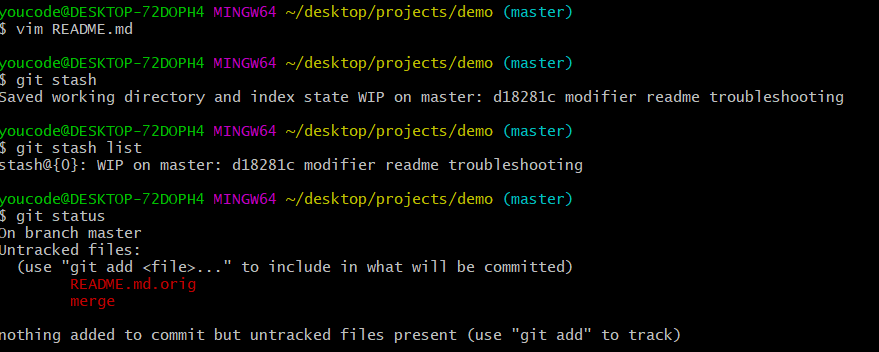 youcode@DESKTOP-72DOPH4 MINGW64 ~/desktop/projects/demo (master)
$ vim README.md
youcode@DESKTOP-72DOPH4 MINGW64 ~/desktop/projects/demo (master)
$ git stash
Saved working directory and index state WIP on master: d18281c modifier readme troubleshooting
youcode@DESKTOP-72DOPH4 MINGW64 ~/desktop/projects/demo (master)
$ git stash list
stash@{0}: WIP on master: d18281c modifier readme troubleshooting
youcode@DESKTOP-72DOPH4 MINGW64 ~/desktop/projects/demo (master)
$ git status
On branch master
Untracked files:
(use "git add <file>..." to include in what will be committed)
README.md.orig
merge
nothing added to commit but untracked files present (use "git add" to track)